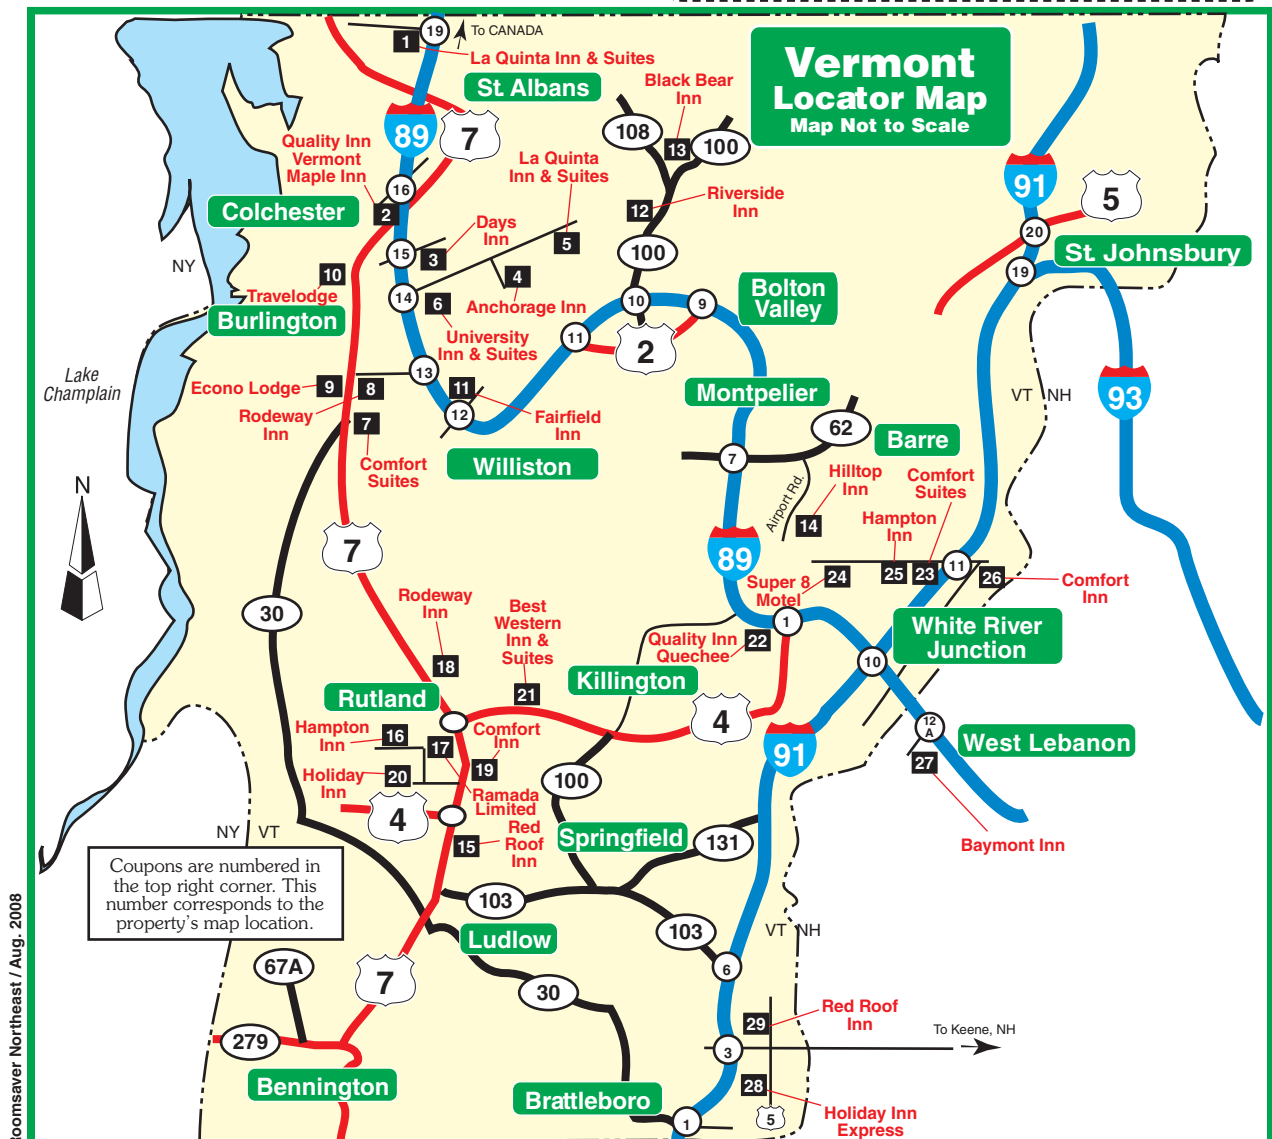 Vermont
Locator Map
Map Not to Scale
19
To CANADA
1
La Quinta Inn & Suites
St. Albans
89
7
Black Bear
Inn
108
13
100
91
5
Quality Inn
Vermont
Maple Inn
La Quinta
Inn & Suites
16
2
Colchester
12
Riverside
Inn
20
St. Johnsbury
Days
Inn
15
3
5
100
19
NY
10
Travelodge
4
Anchorage Inn
14
6
Burlington
University
Inn & Suites
10
9
Bolton
Valley
11
2
Lake
Champlain
13
Econo Lodge
9
8
11
Rodeway
Inn
12
Fairfield
Inn
7
Comfort
Suites
Williston
Montpelier
62
Barre
7
VT
NH
93
N
Airport Rd.
Hilltop
Inn
14
Comfort
Suites
Hampton
Inn
7
89
24
25
23
11
26
Super 8
Motel
Comfort
Inn
30
Rodeway
Inn
Best
Western
Inn &
Suites
1
Quality Inn
Quechee
22
White River
Junction
18
10
Killington
21
Rutland
4
12
A
West Lebanon
Hampton
Inn
16
17
Comfort
Inn
19
91
27
Holiday
Inn
20
100
Ramada
Limited
4
Red
Roof
Inn
15
Springfield
131
Baymont Inn
NY
VT
Coupons are numbered in
the top right corner. This
number corresponds to the
property's map location.
103
103
VT
NH
Ludlow
67A
7
30
6
279
29
Red Roof
Inn
3
To Keene, NH
Bennington
28
Brattleboro
5
Holiday Inn
Express
1
Roomsaver Northeast / Aug. 2008